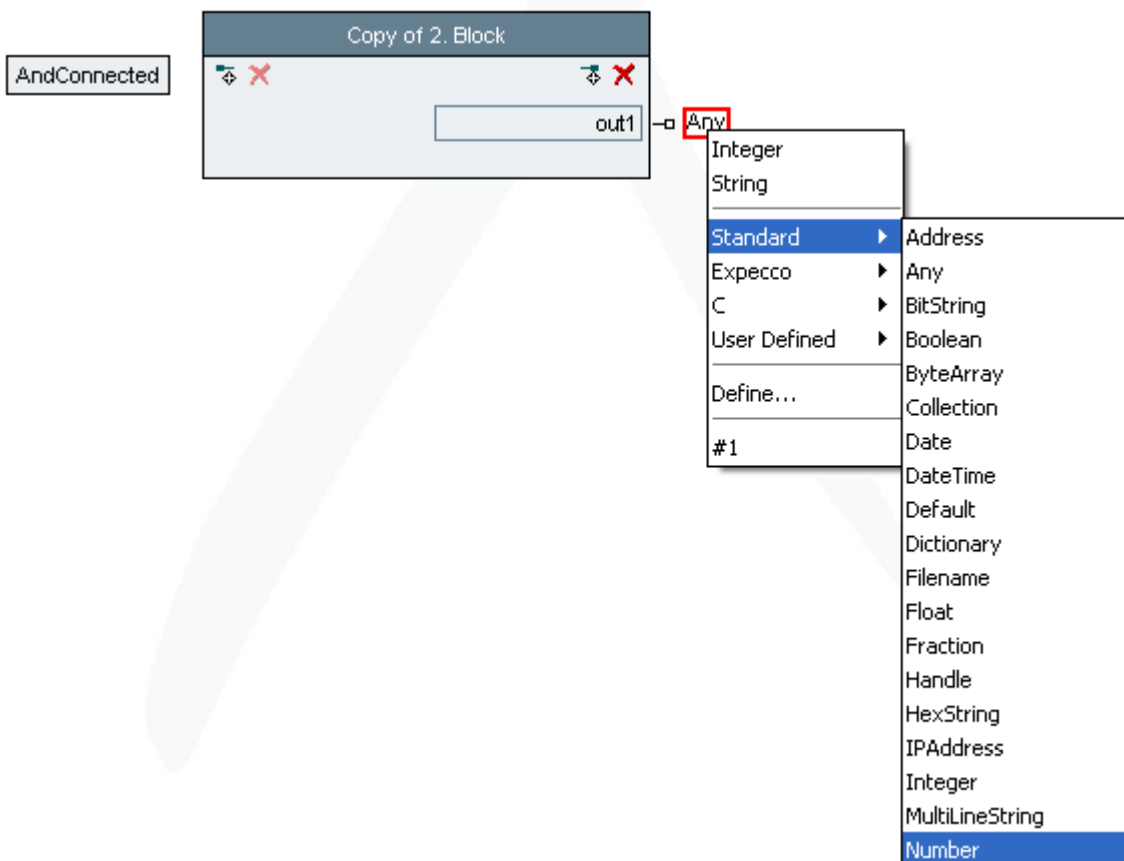 Copy of 2. Block
AndConnected
out1
Any
Integer
String
Standard
Expecco
C
User Defined
Define...
#1
Address
Any
BitString
Boolean
ByteArray
Collection
Date
DateTime
Default
Dictionary
Filename
Float
Fraction
Handle
HexString
IPAddress
Integer
MultiLineString
Number